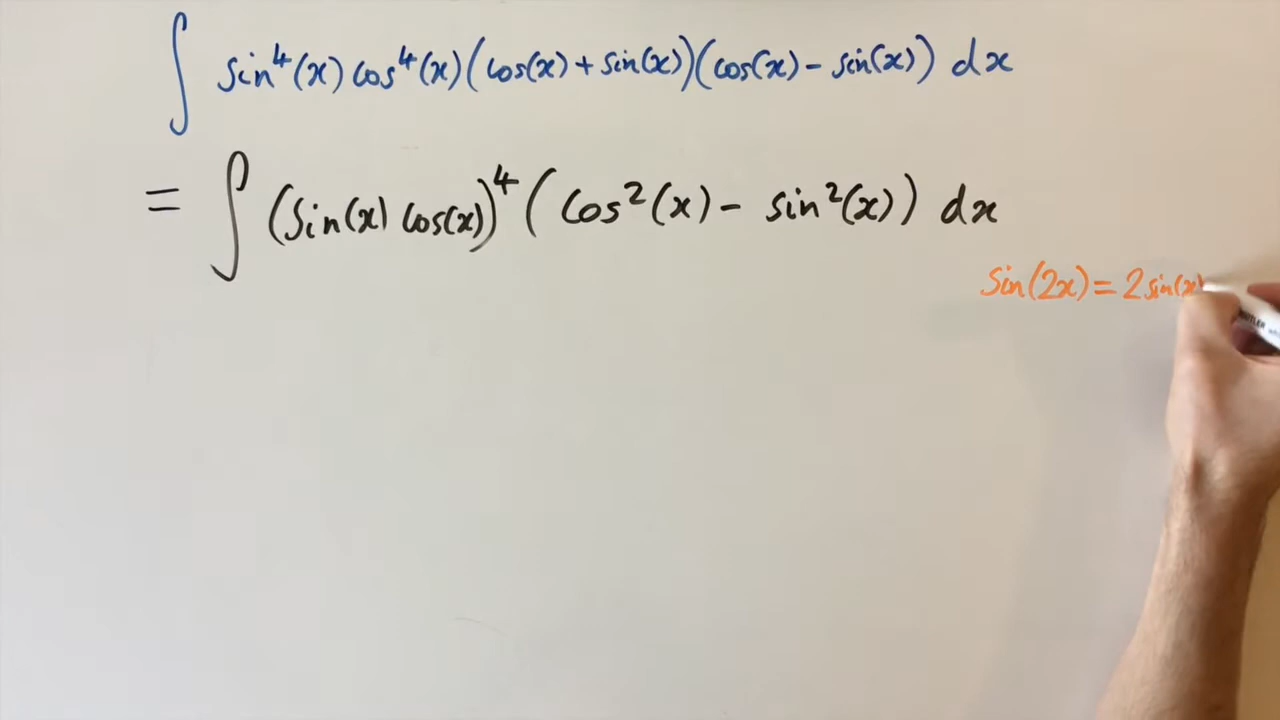 ∫ sin⁴(x) cos⁴(x) (cos(x) + sin(x)) (cos(x) - sin(x)) dx
= ∫ (sin(x) cos(x))⁴ (cos²(x) - sin²(x)) dx
sin(2x) = 2 sin(x)